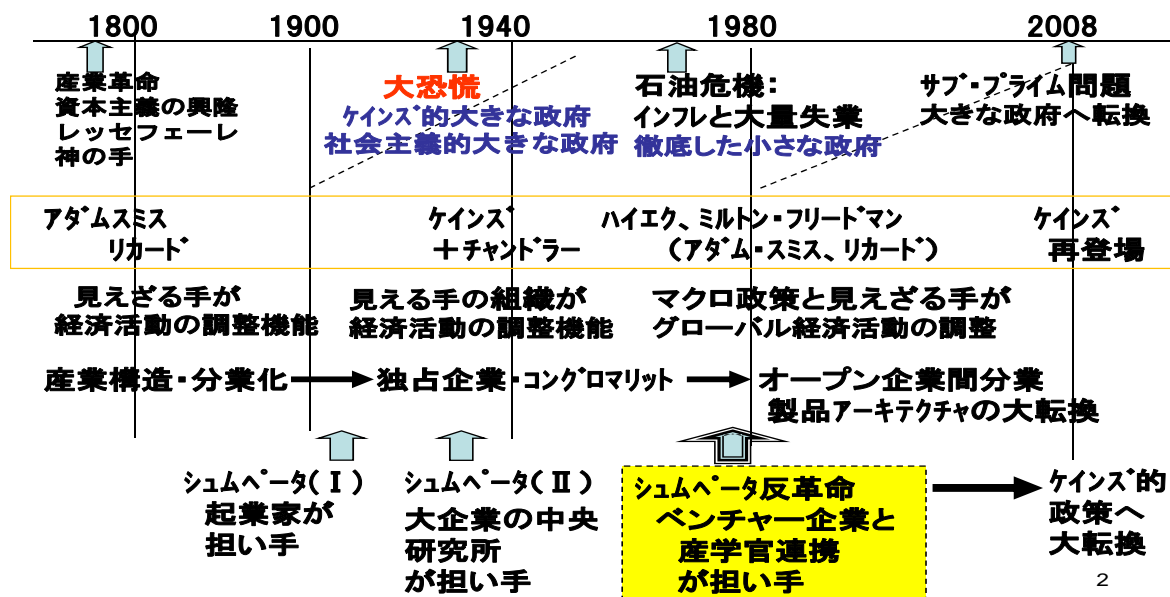 1800
1900
1940
1980
2008
産業革命
資本主義の興隆
レッセフェーレ
神の手
大恐慌
ｹｲﾝｽﾞ的大きな政府
社会主義的大きな政府
石油危機:
インフレと大量失業
徹底した小さな政府
サブ・プライム問題
大きな政府へ転換
アダムスミス
リカード
ケインズ
＋チャンドラー
ハイエク、ミルトン・フリードマン
（アダム・スミス、リカード）
ケインズ
再登場
見えざる手が
経済活動の調整機能
見える手の組織が
経済活動の調整機能
マクロ政策と見えざる手が
グローバル経済活動の調整
産業構造・分業化
独占企業・コングロマリット
オープン企業間分業
製品アーキテクチャの大転換
シュムペータ(Ⅰ)
起業家が
担い手
シュムペータ(Ⅱ)
大企業の中央
研究所
が担い手
シュムペータ反革命
ベンチャー企業と
産学官連携
が担い手
ケインズ的
政策へ
大転換
2